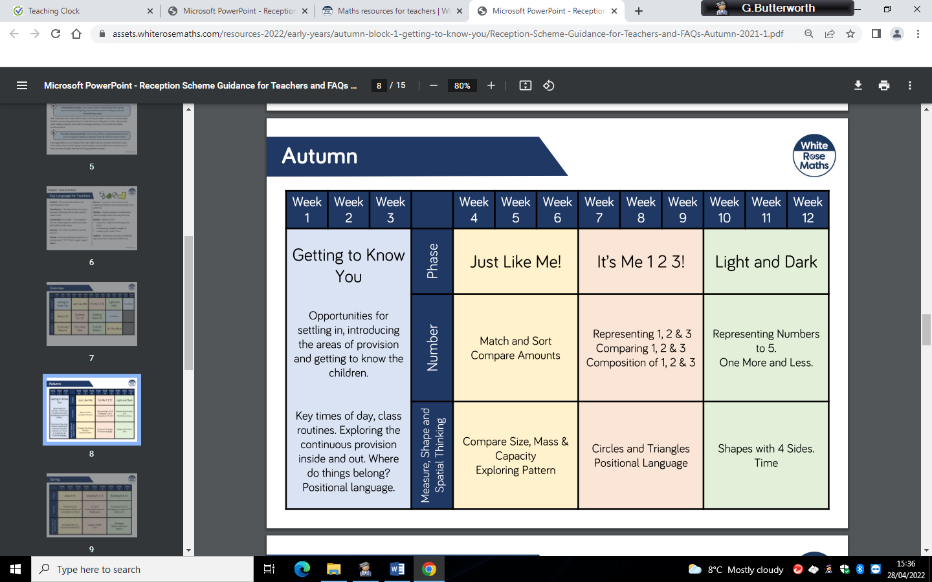 Teaching Clock
Microsoft PowerPoint - Reception
Microsoft PowerPoint - Reception
Maths resources for teachers | W
Microsoft PowerPoint - Reception
G.Butterworth
assets.whiterosemaths.com/resources-2022/early-years/autumn-block-1-getting-to-know-you/Reception-Scheme-Guidance-for-Teachers-and-FAQs-Autumn-2021-1.pdf
Microsoft PowerPoint - Reception Scheme Guidance for Teachers and FAQs ...
8 / 15
80%
5
6
7
8
9
Autumn
White
Rose
Maths
Week 1
Week 2
Week 3
Week 4
Week 5
Week 6
Week 7
Week 8
Week 9
Week 10
Week 11
Week 12
Getting to Know
You
Phase
Just Like Me!
It's Me 1 2 3!
Light and Dark
Opportunities for
settling in, introducing
the areas of provision
and getting to know the
children.
Number
Match and Sort
Compare Amounts
Representing 1, 2 & 3
Comparing 1, 2 & 3
Composition of 1, 2 & 3
Representing Numbers
to 5.
One More and Less.
Key times of day, class
routines. Exploring the
continuous provision
inside and out. Where
do things belong?
Positional language.
Measure, Shape and
Spatial Thinking
Compare Size, Mass &
Capacity
Exploring Pattern
Circles and Triangles
Positional Language
Shapes with 4 Sides.
Time
Type here to search
8°C Mostly cloudy
15:36
28/04/2022